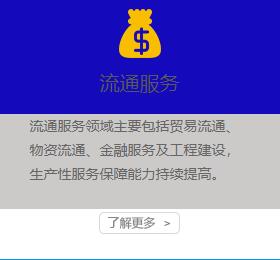 流通服务
流通服务领域主要包括贸易流通、
物资流通、金融服务及工程建设，
生产性服务保障能力持续提高。
了解更多 >